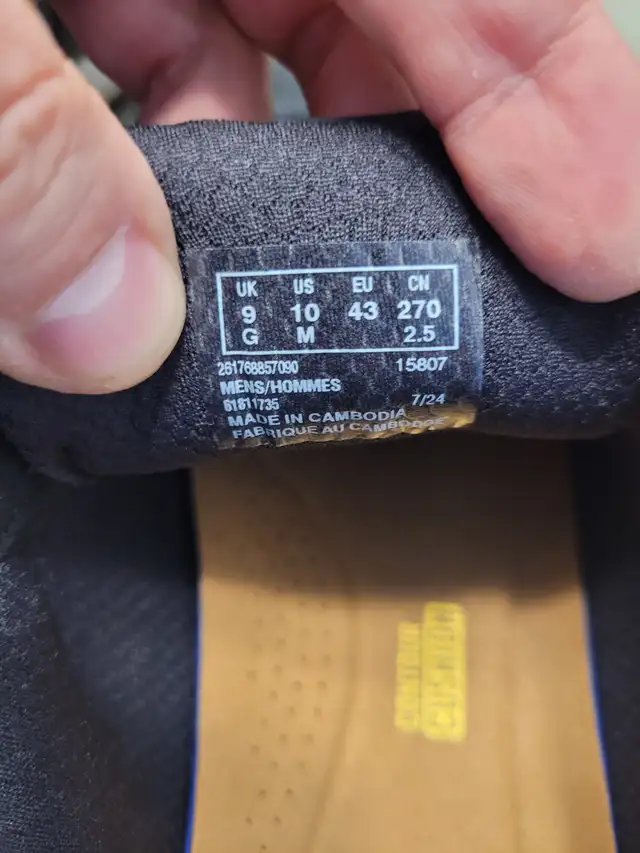 UK US EU CN
9 10 43 270
G M 2.5
261768857090 15807
MENS/HOMMES
61811735 7/24
MADE IN CAMBODIA
FABRIQUE AU CAMBODGE
CUSHION